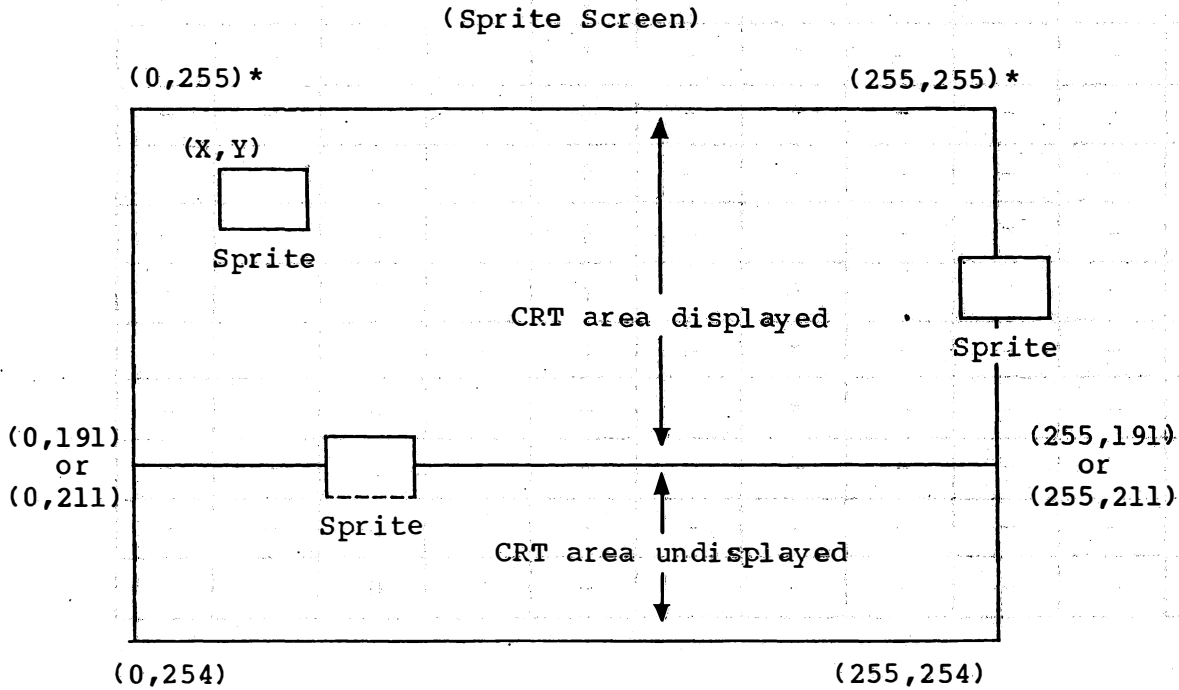 (Sprite Screen)
(0,255)*
(255,255)*
(X,Y)
Sprite
CRT area displayed
Sprite
(0,191)
or
(0,211)
(255,191)
or
(255,211)
Sprite
CRT area undisplayed
(0,254)
(255,254)